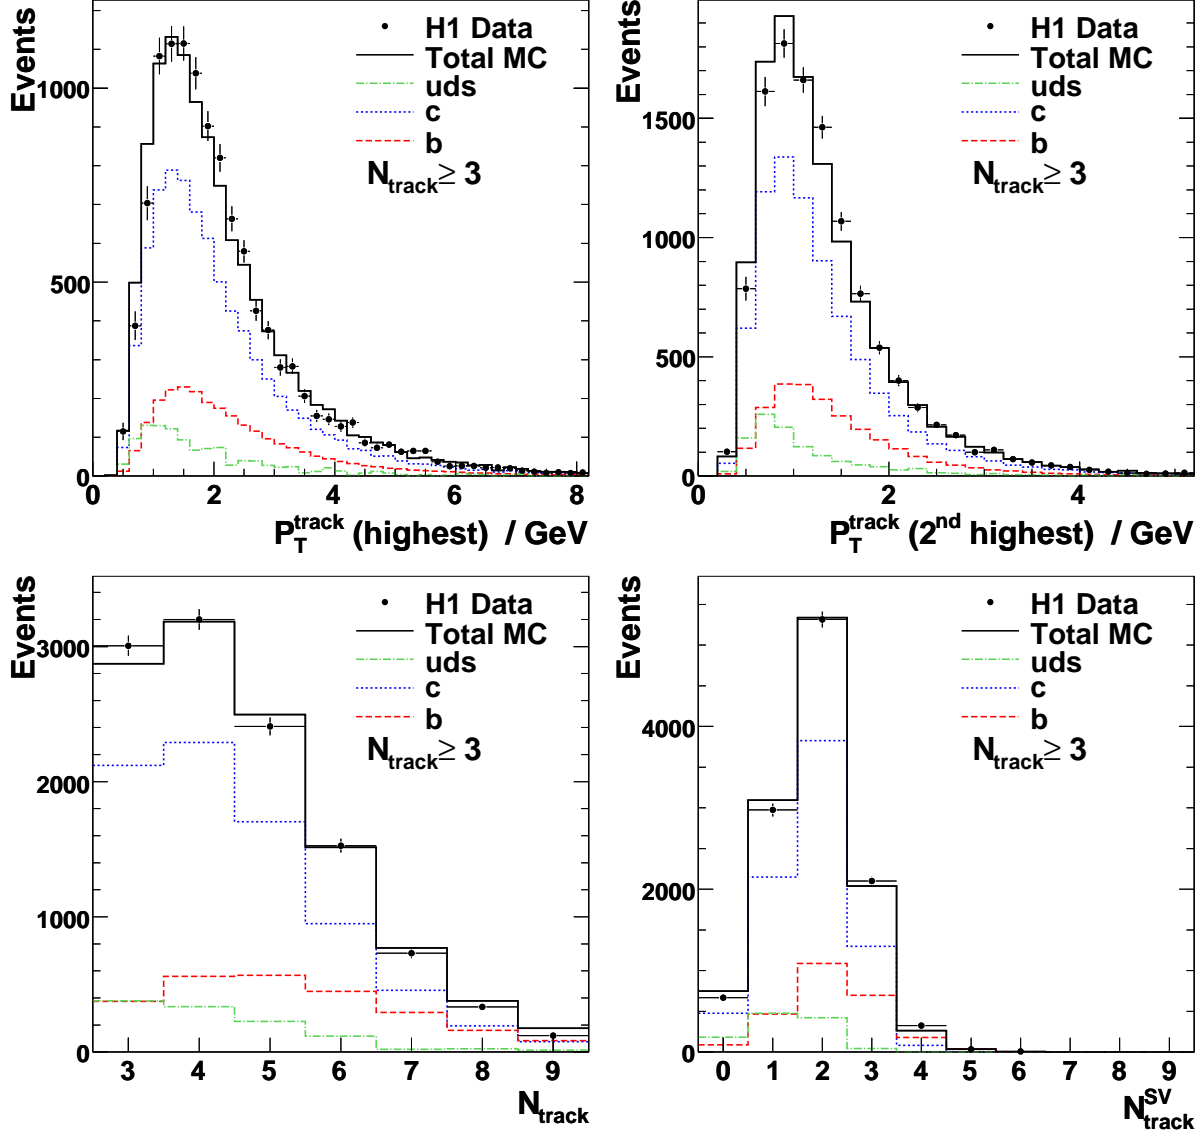 Events
1000
500
0
0 2 4 6 8
P_T^track (highest) / GeV
H1 Data
Total MC
uds
c
b
N_track ≥ 3
Events
1500
1000
500
0
0 2 4
P_T^track (2^nd highest) / GeV
H1 Data
Total MC
uds
c
b
N_track ≥ 3
Events
3000
2000
1000
0
3 4 5 6 7 8 9
N_track
H1 Data
Total MC
uds
c
b
N_track ≥ 3
Events
4000
2000
0
0 1 2 3 4 5 6 7 8 9
N_track^SV
H1 Data
Total MC
uds
c
b
N_track ≥ 3